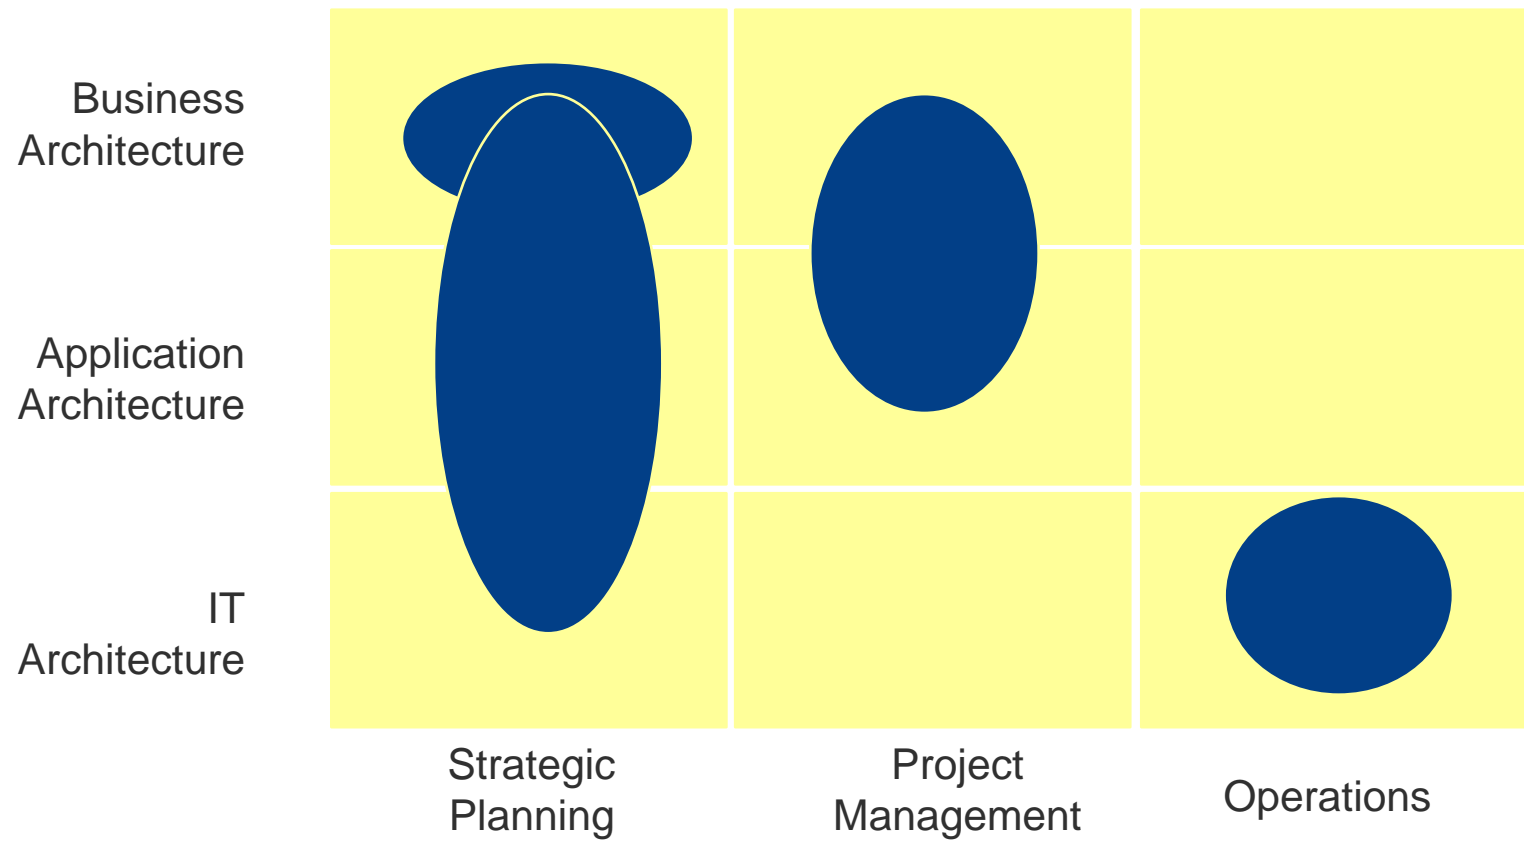 Business
Architecture
Application
Architecture
IT
Architecture
Strategic
Planning
Project
Management
Operations